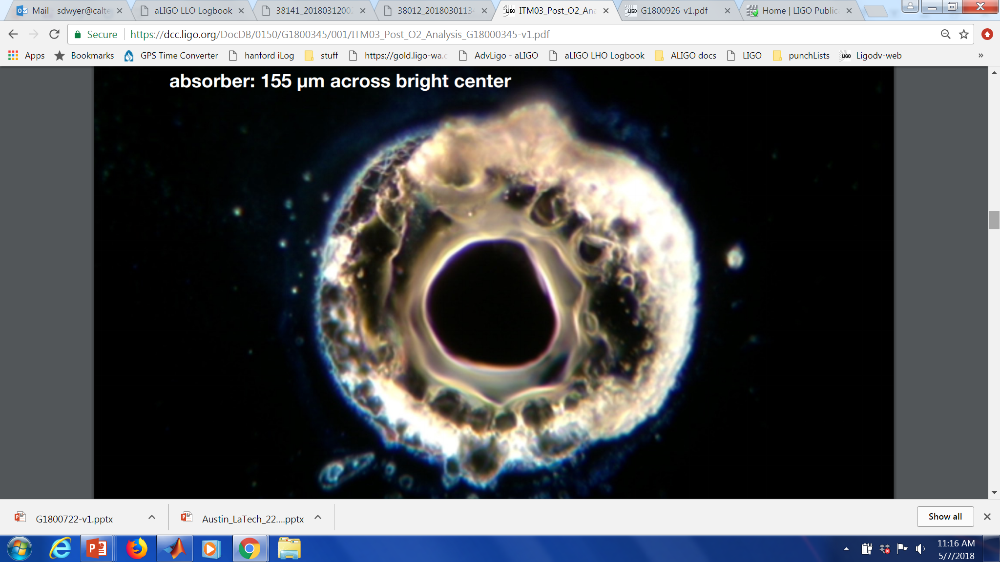 Mail - sdwyer@calte
aLIGO LLO Logbook
38141_2018031200
38012_20180301134
ITM03_Post_O2_Ana
G1800926-v1.pdf
Home | LIGO Public
Secure
https://dcc.ligo.org/DocDB/0150/G1800345/001/ITM03_Post_O2_Analysis_G18000345-v1.pdf
Apps
Bookmarks
GPS Time Converter
hanford iLog
stuff
https://gold.ligo-wa.c
AdvLigo - aLIGO
aLIGO LHO Logbook
ALIGO docs
LIGO
punchLists
Ligodv-web
»
absorber: 155 µm across bright center
G1800722-v1.pptx
Austin_LaTech_22....pptx
Show all
11:16 AM
5/7/2018